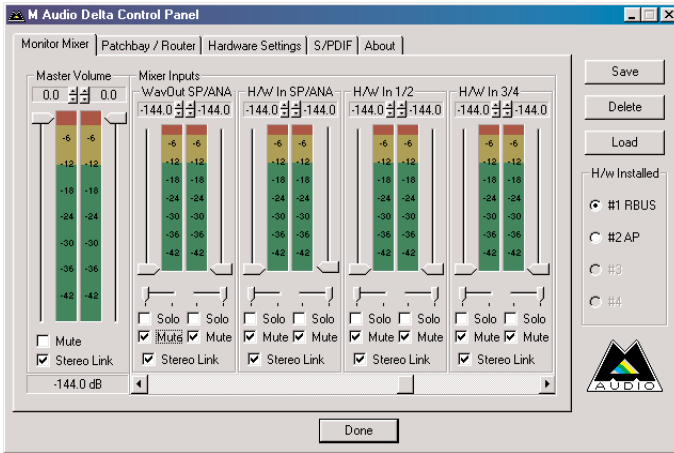 M Audio Delta Control Panel
Monitor Mixer Patchbay / Router Hardware Settings S/PDIF About
Master Volume
0.0 0.0
-6 -6
-12 -12
-18 -18
-24 -24
-30 -30
-36 -36
-42 -42
Mute
Stereo Link
-144.0 dB
Mixer Inputs
WavOut SP/ANA H/W In SP/ANA H/W In 1/2 H/W In 3/4
-144.0 -144.0 -144.0 -144.0 -144.0 -144.0 -144.0 -144.0
-6 -6 -6 -6 -6 -6 -6 -6
-12 -12 -12 -12 -12 -12 -12 -12
-18 -18 -18 -18 -18 -18 -18 -18
-24 -24 -24 -24 -24 -24 -24 -24
-30 -30 -30 -30 -30 -30 -30 -30
-36 -36 -36 -36 -36 -36 -36 -36
-42 -42 -42 -42 -42 -42 -42 -42
Solo Solo Solo Solo Solo Solo Solo Solo
Mute Mute Mute Mute Mute Mute Mute Mute
Stereo Link Stereo Link Stereo Link Stereo Link
Save
Delete
Load
H/w Installed
#1 RBUS
#2 AP
#3
#4
M AUDIO
Done